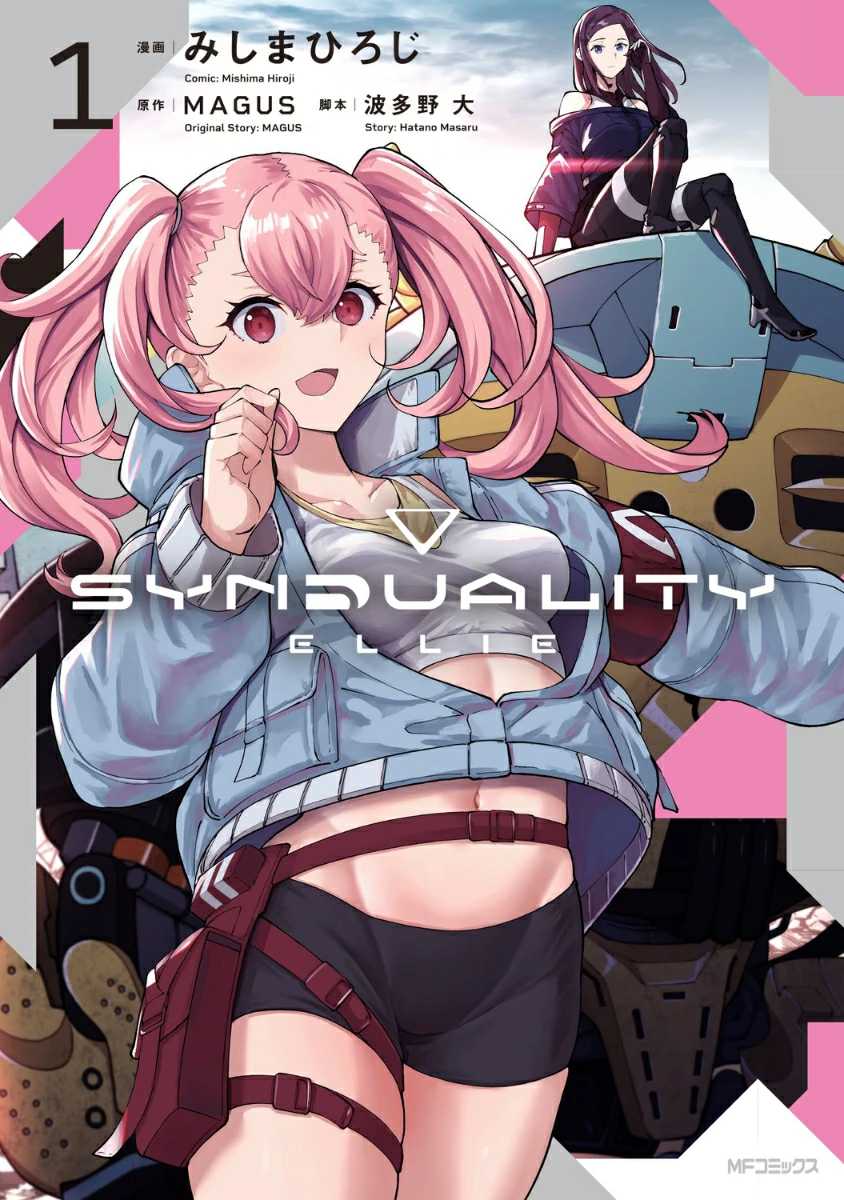 1
漫画 | みしまひろじ
Comic: Mishima Hiroji
原作 | MAGUS 脚本 | 波多野 大
Original Story: MAGUS Story: Hatano Masaru
SYNDUALITY
ELLIE
MFコミックス